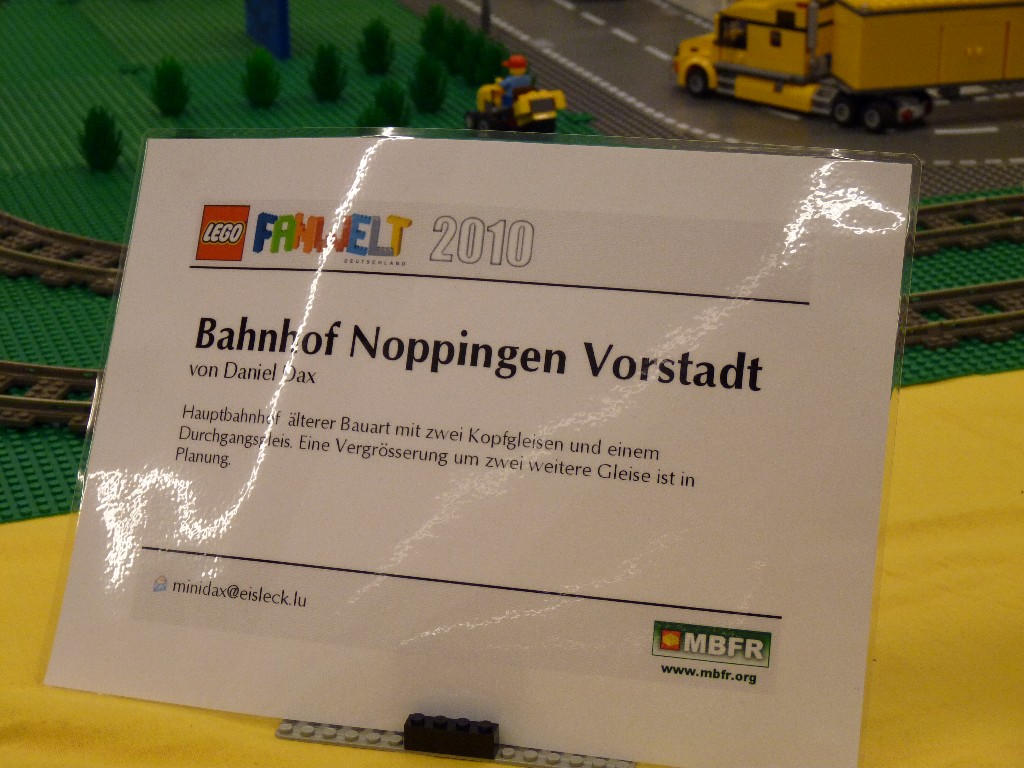 LEGO FANWELT 2010
DEUTSCHLAND
Bahnhof Noppingen Vorstadt
von Daniel Dax
Hauptbahnhof älterer Bauart mit zwei Kopfgleisen und einem
Durchgangsgleis. Eine Vergrösserung um zwei weitere Gleise ist in
Planung.
minidax@eisleck.lu
MBFR
www.mbfr.org